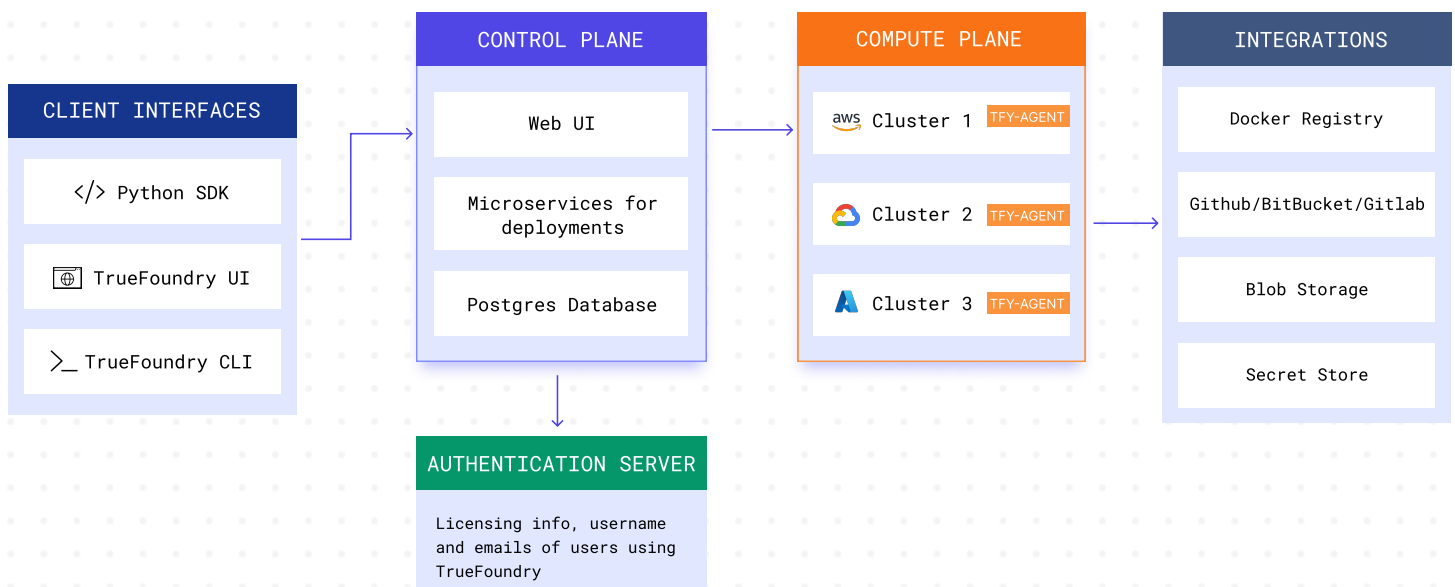 CLIENT INTERFACES
</> Python SDK
TrueFoundry UI
>_ TrueFoundry CLI
CONTROL PLANE
Web UI
Microservices for
deployments
Postgres Database
AUTHENTICATION SERVER
Licensing info, username
and emails of users using
TrueFoundry
COMPUTE PLANE
aws Cluster 1 TFY-AGENT
Cluster 2 TFY-AGENT
Cluster 3 TFY-AGENT
INTEGRATIONS
Docker Registry
Github/BitBucket/Gitlab
Blob Storage
Secret Store